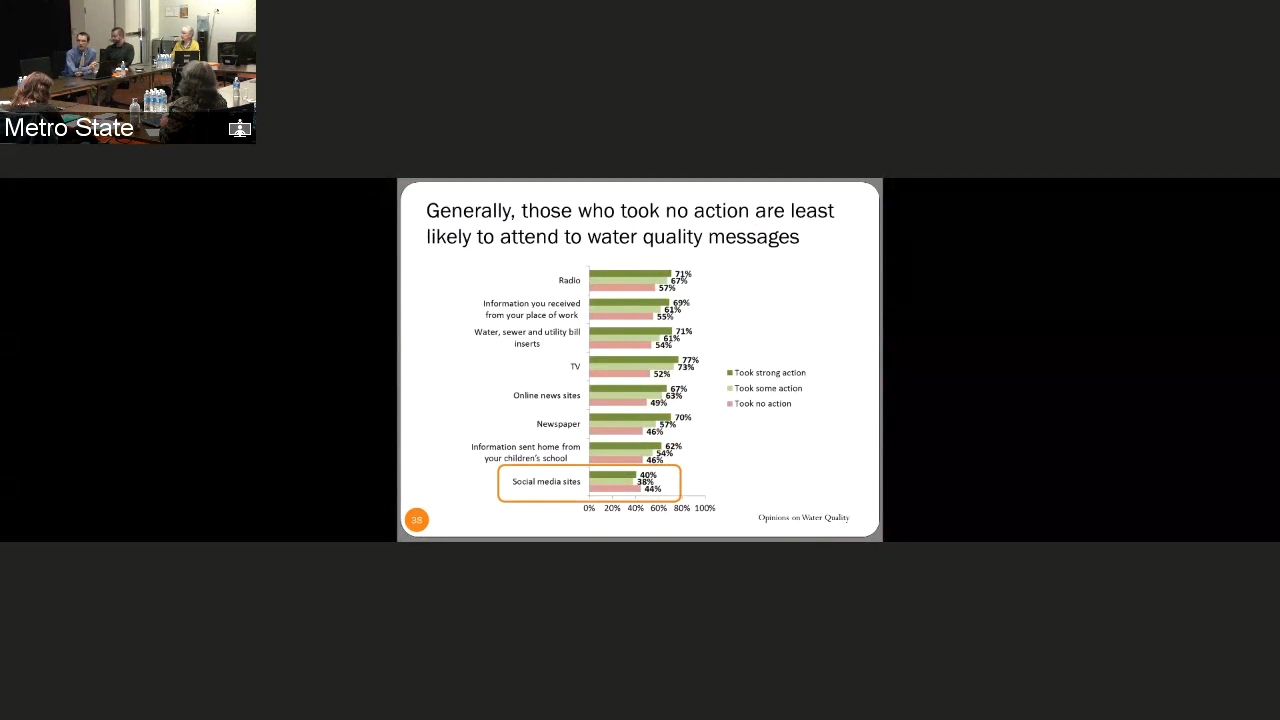 Metro State
Generally, those who took no action are least
likely to attend to water quality messages
Radio
71%
67%
57%
Information you received
from your place of work
69%
61%
55%
Water, sewer and utility bill
inserts
71%
61%
54%
TV
77%
73%
52%
Online news sites
67%
63%
49%
Newspaper
70%
57%
46%
Information sent home from
your children's school
62%
54%
46%
Social media sites
40%
38%
44%
0% 20% 40% 60% 80% 100%
Took strong action
Took some action
Took no action
38
Opinions on Water Quality